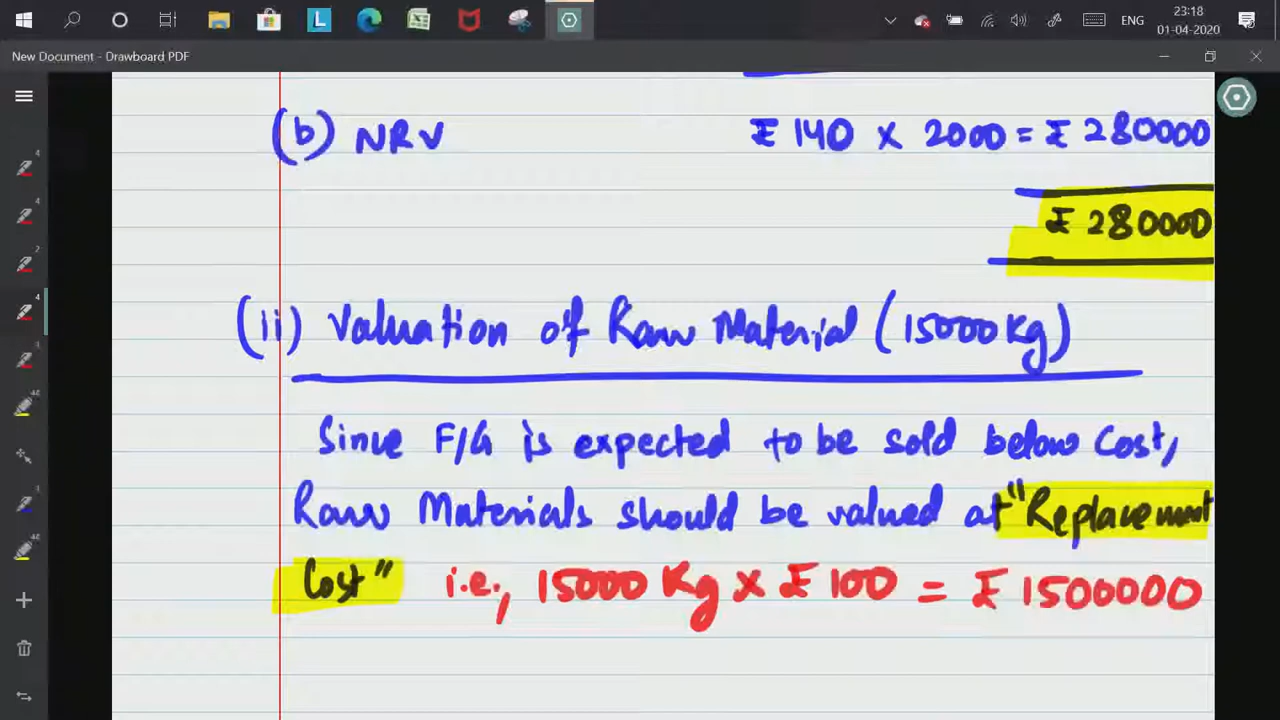 ENG
23:18
01-04-2020
New Document - Drawboard PDF
(b) NRV ₹ 140 x 2000 = ₹ 280000
₹ 280000
(ii) Valuation of Raw Material (15000 Kg)
Since F/G is expected to be sold below Cost,
Raw Materials should be valued at "Replacement
Cost" i.e., 15000 Kg x ₹ 100 = ₹ 1500000